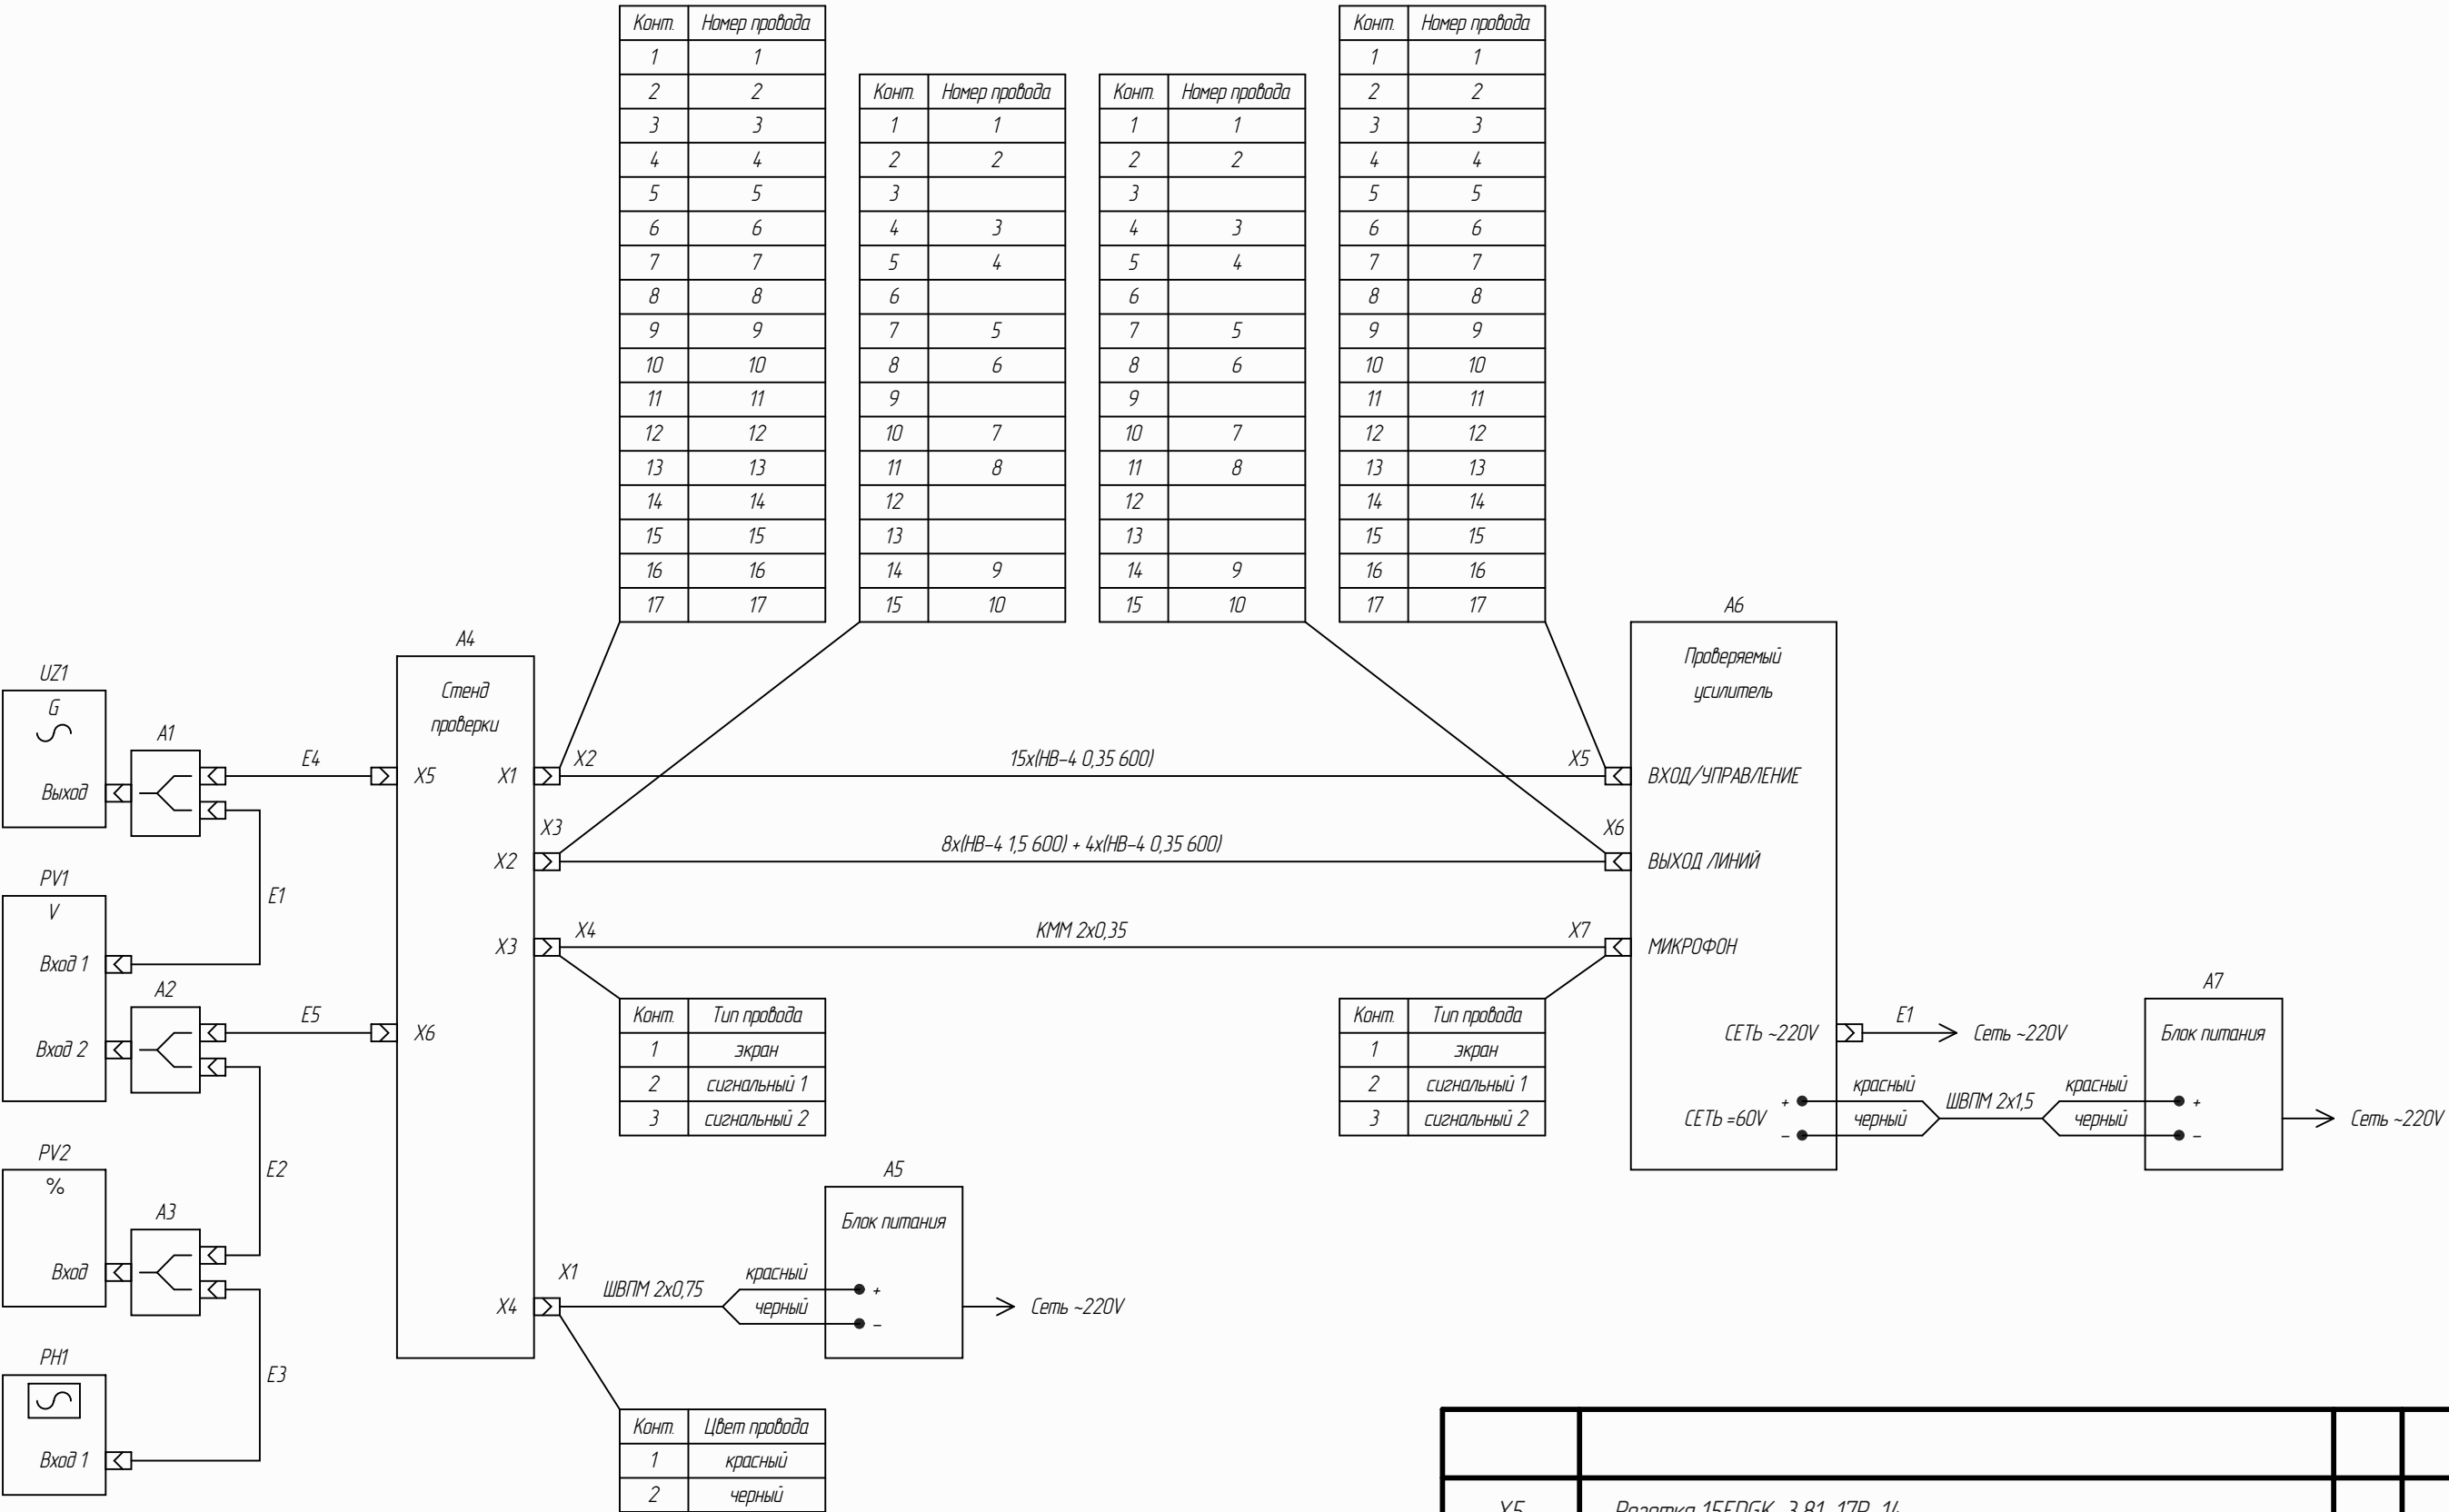 Конт. Номер провода
1 1
2 2
3 3
4 4
5 5
6 6
7 7
8 8
9 9
10 10
11 11
12 12
13 13
14 14
15 15
16 16
17 17
Конт. Номер провода
1 1
2 2
3
4 3
5 4
6
7 5
8 6
9
10 7
11 8
12
13
14 9
15 10
Конт. Номер провода
1 1
2 2
3
4 3
5 4
6
7 5
8 6
9
10 7
11 8
12
13
14 9
15 10
Конт. Номер провода
1 1
2 2
3 3
4 4
5 5
6 6
7 7
8 8
9 9
10 10
11 11
12 12
13 13
14 14
15 15
16 16
17 17
UZ1
G
Выход
A1
E4
E1
PV1
V
Вход 1
Вход 2
A2
E5
E2
PV2
%
Вход
A3
E3
PH1
Вход 1
A4
Стенд
проверки
X5 X1
X2
X3
X6
X4
X2 15х(НВ-4 0,35 600) X5
X3 8х(НВ-4 1,5 600) + 4х(НВ-4 0,35 600) X6
X4 КММ 2х0,35 X7
Конт. Тип провода
1 экран
2 сигнальный 1
3 сигнальный 2
Конт. Тип провода
1 экран
2 сигнальный 1
3 сигнальный 2
X1 ШВПМ 2х0,75 красный
черный
A5
Блок питания
+
–
Сеть ~220V
Конт. Цвет провода
1 красный
2 черный
A6
Проверяемый
усилитель
ВХОД/УПРАВЛЕНИЕ
ВЫХОД ЛИНИЙ
МИКРОФОН
СЕТЬ ~220V
E1
Сеть ~220V
СЕТЬ =60V
+
–
красный
черный
ШВПМ 2х1,5
красный
черный
A7
Блок питания
+
–
Сеть ~220V
X5 Розетка 15EDGK-3.81-17P-14